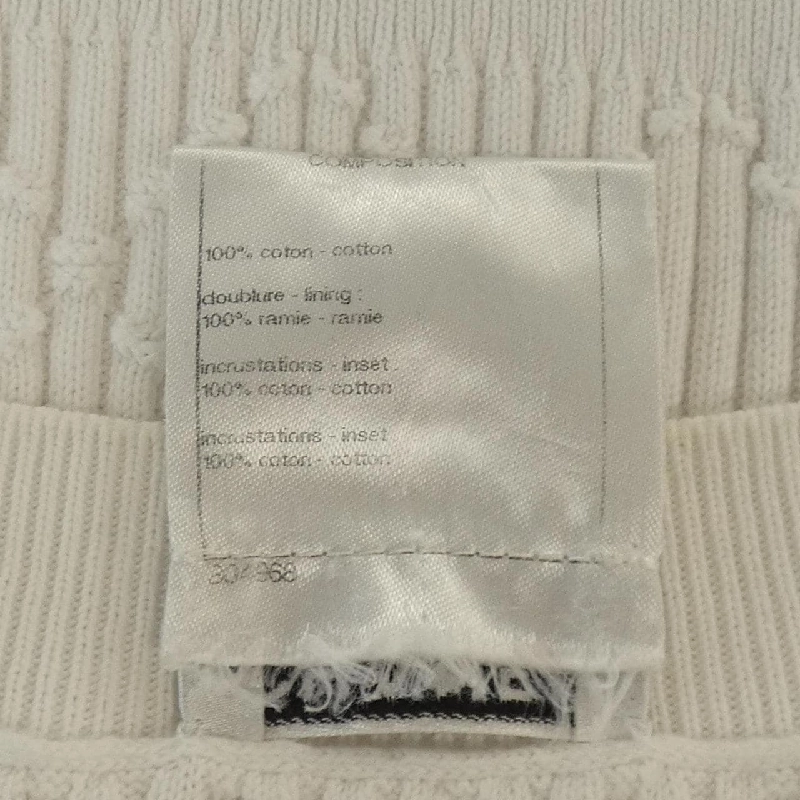 COMPOSITION
100% coton - cotton
doublure - lining :
100% ramie - ramie
incrustations - inset
100% coton - cotton
incrustations - inset
100% coton - cotton
304968